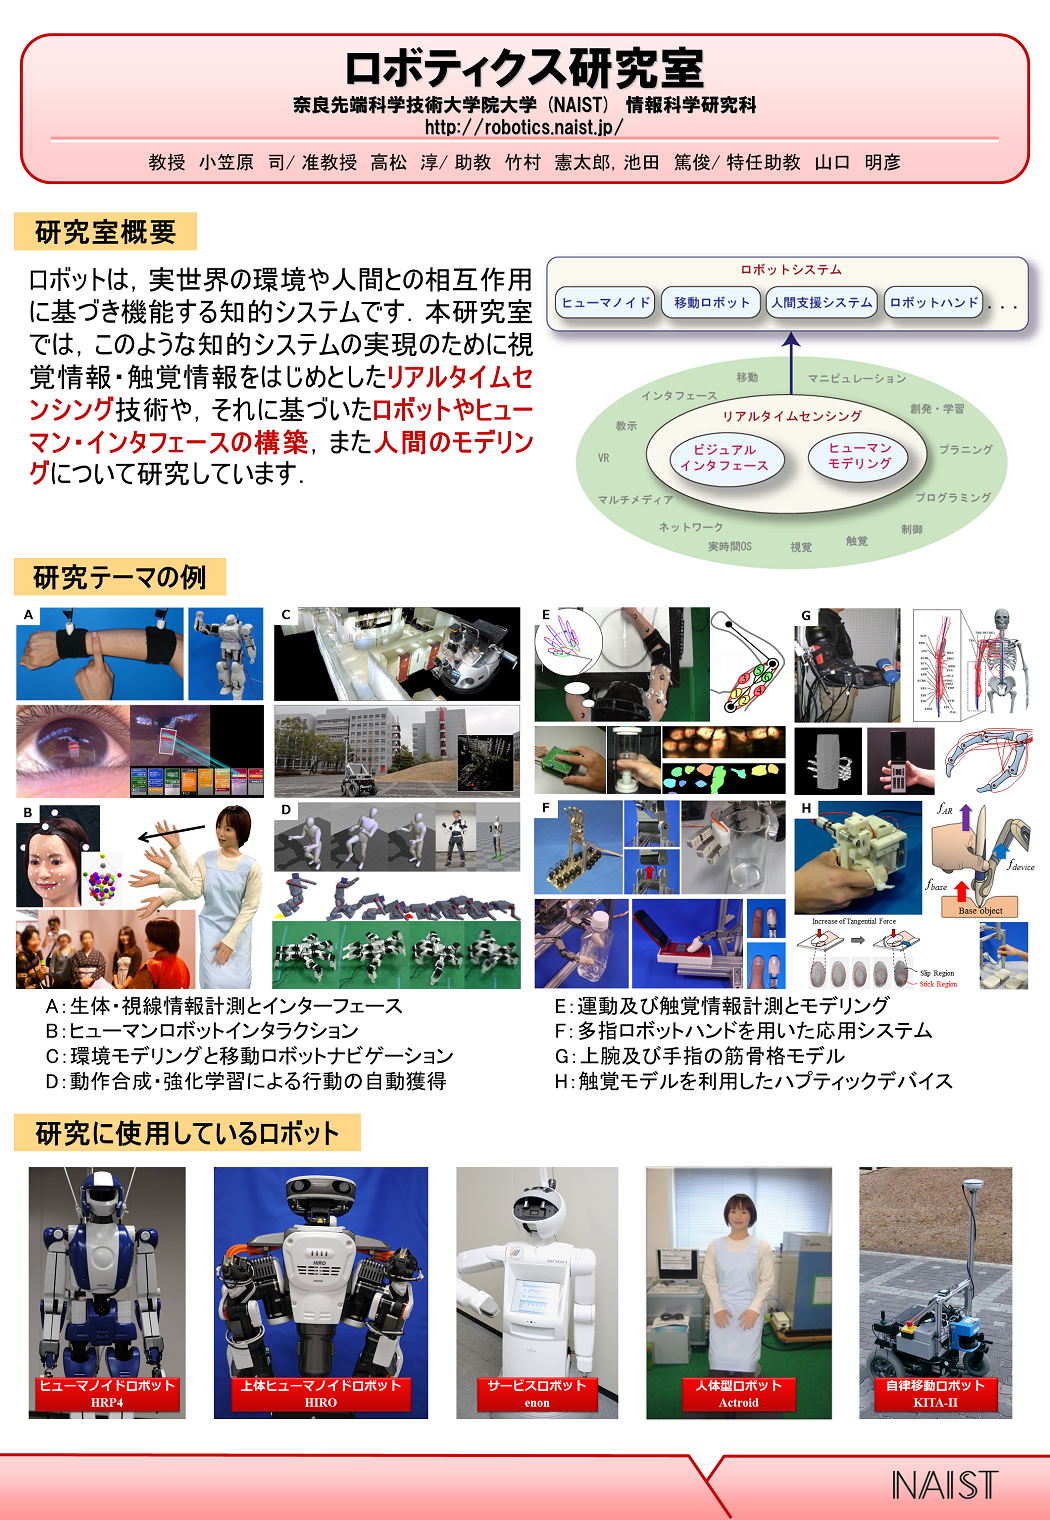 ロボティクス研究室
奈良先端科学技術大学院大学（NAIST） 情報科学研究科
http://robotics.naist.jp/
教授 小笠原 司/ 准教授 高松 淳/ 助教 竹村 憲太郎, 池田 篤俊/ 特任助教 山口 明彦
研究室概要
ロボットは，実世界の環境や人間との相互作用
に基づき機能する知的システムです．本研究室
では，このような知的システムの実現のために視
覚情報・触覚情報をはじめとしたリアルタイムセ
ンシング技術や，それに基づいたロボットやヒュー
マン・インタフェースの構築，また人間のモデリン
グについて研究しています．
ロボットシステム
ヒューマノイド 移動ロボット 人間支援システム ロボットハンド . . .
移動 マニピュレーション
インタフェース 創発・学習
教示 リアルタイムセンシング
VR ビジュアル
インタフェース
ヒューマン
モデリング
プラニング
マルチメディア プログラミング
ネットワーク 制御
実時間OS 視覚 触覚
研究テーマの例
A
C
E
G
B
D
F
H
fAR
fdevice
fbase
Base object
Increase of Tangential Force
Slip Region
Stick Region
A：生体・視線情報計測とインターフェース
B：ヒューマンロボットインタラクション
C：環境モデリングと移動ロボットナビゲーション
D：動作合成・強化学習による行動の自動獲得
E：運動及び触覚情報計測とモデリング
F：多指ロボットハンドを用いた応用システム
G：上腕及び手指の筋骨格モデル
H：触覚モデルを利用したハプティックデバイス
研究に使用しているロボット
HIRO
enon
ヒューマノイドロボット
HRP4
上体ヒューマノイドロボット
HIRO
サービスロボット
enon
人体型ロボット
Actroid
自律移動ロボット
KITA-II
NAIST